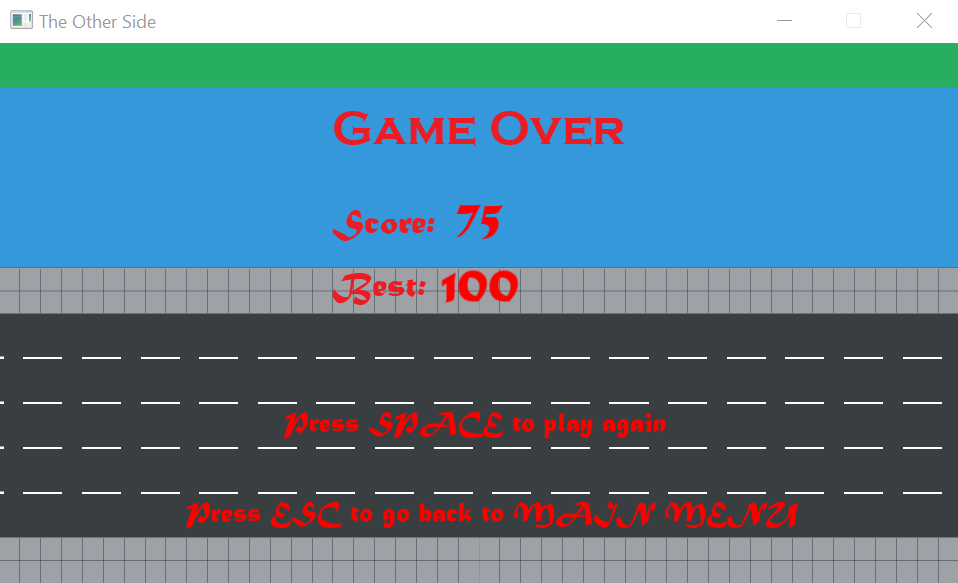 The Other Side
Game Over
Score: 75
Best: 100
Press SPACE to play again
Press ESC to go back to MAIN MENU